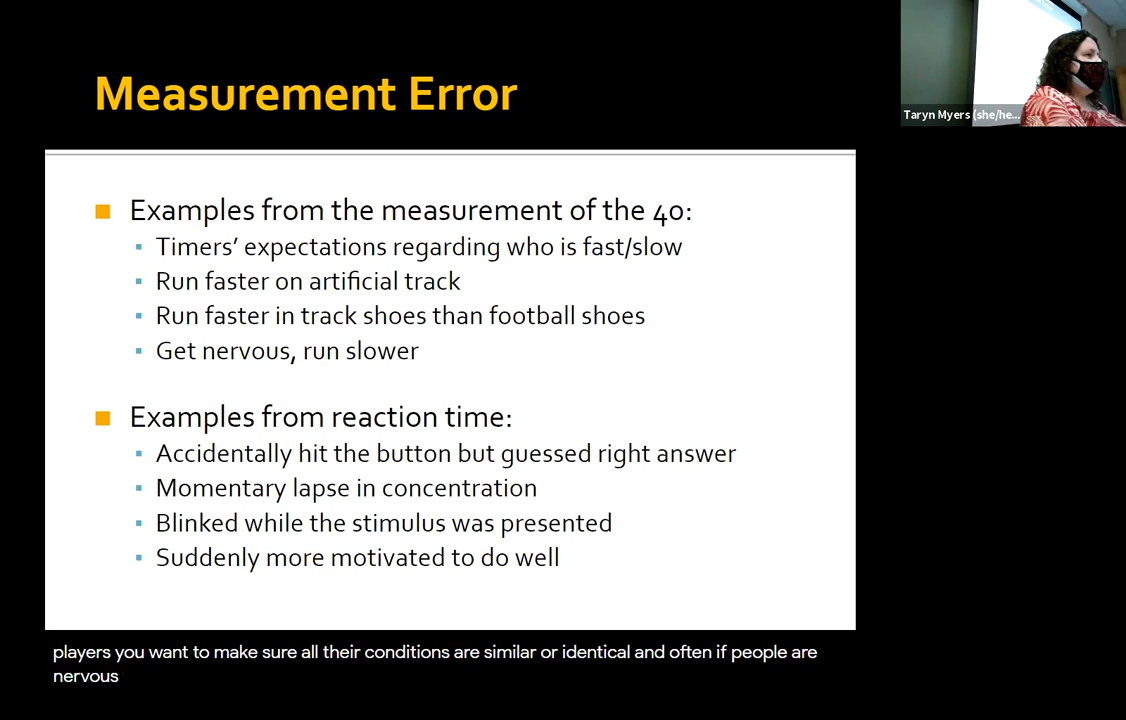 Measurement Error
Taryn Myers (she/he...
Examples from the measurement of the 40:
Timers' expectations regarding who is fast/slow
Run faster on artificial track
Run faster in track shoes than football shoes
Get nervous, run slower
Examples from reaction time:
Accidentally hit the button but guessed right answer
Momentary lapse in concentration
Blinked while the stimulus was presented
Suddenly more motivated to do well
players you want to make sure all their conditions are similar or identical and often if people are
nervous